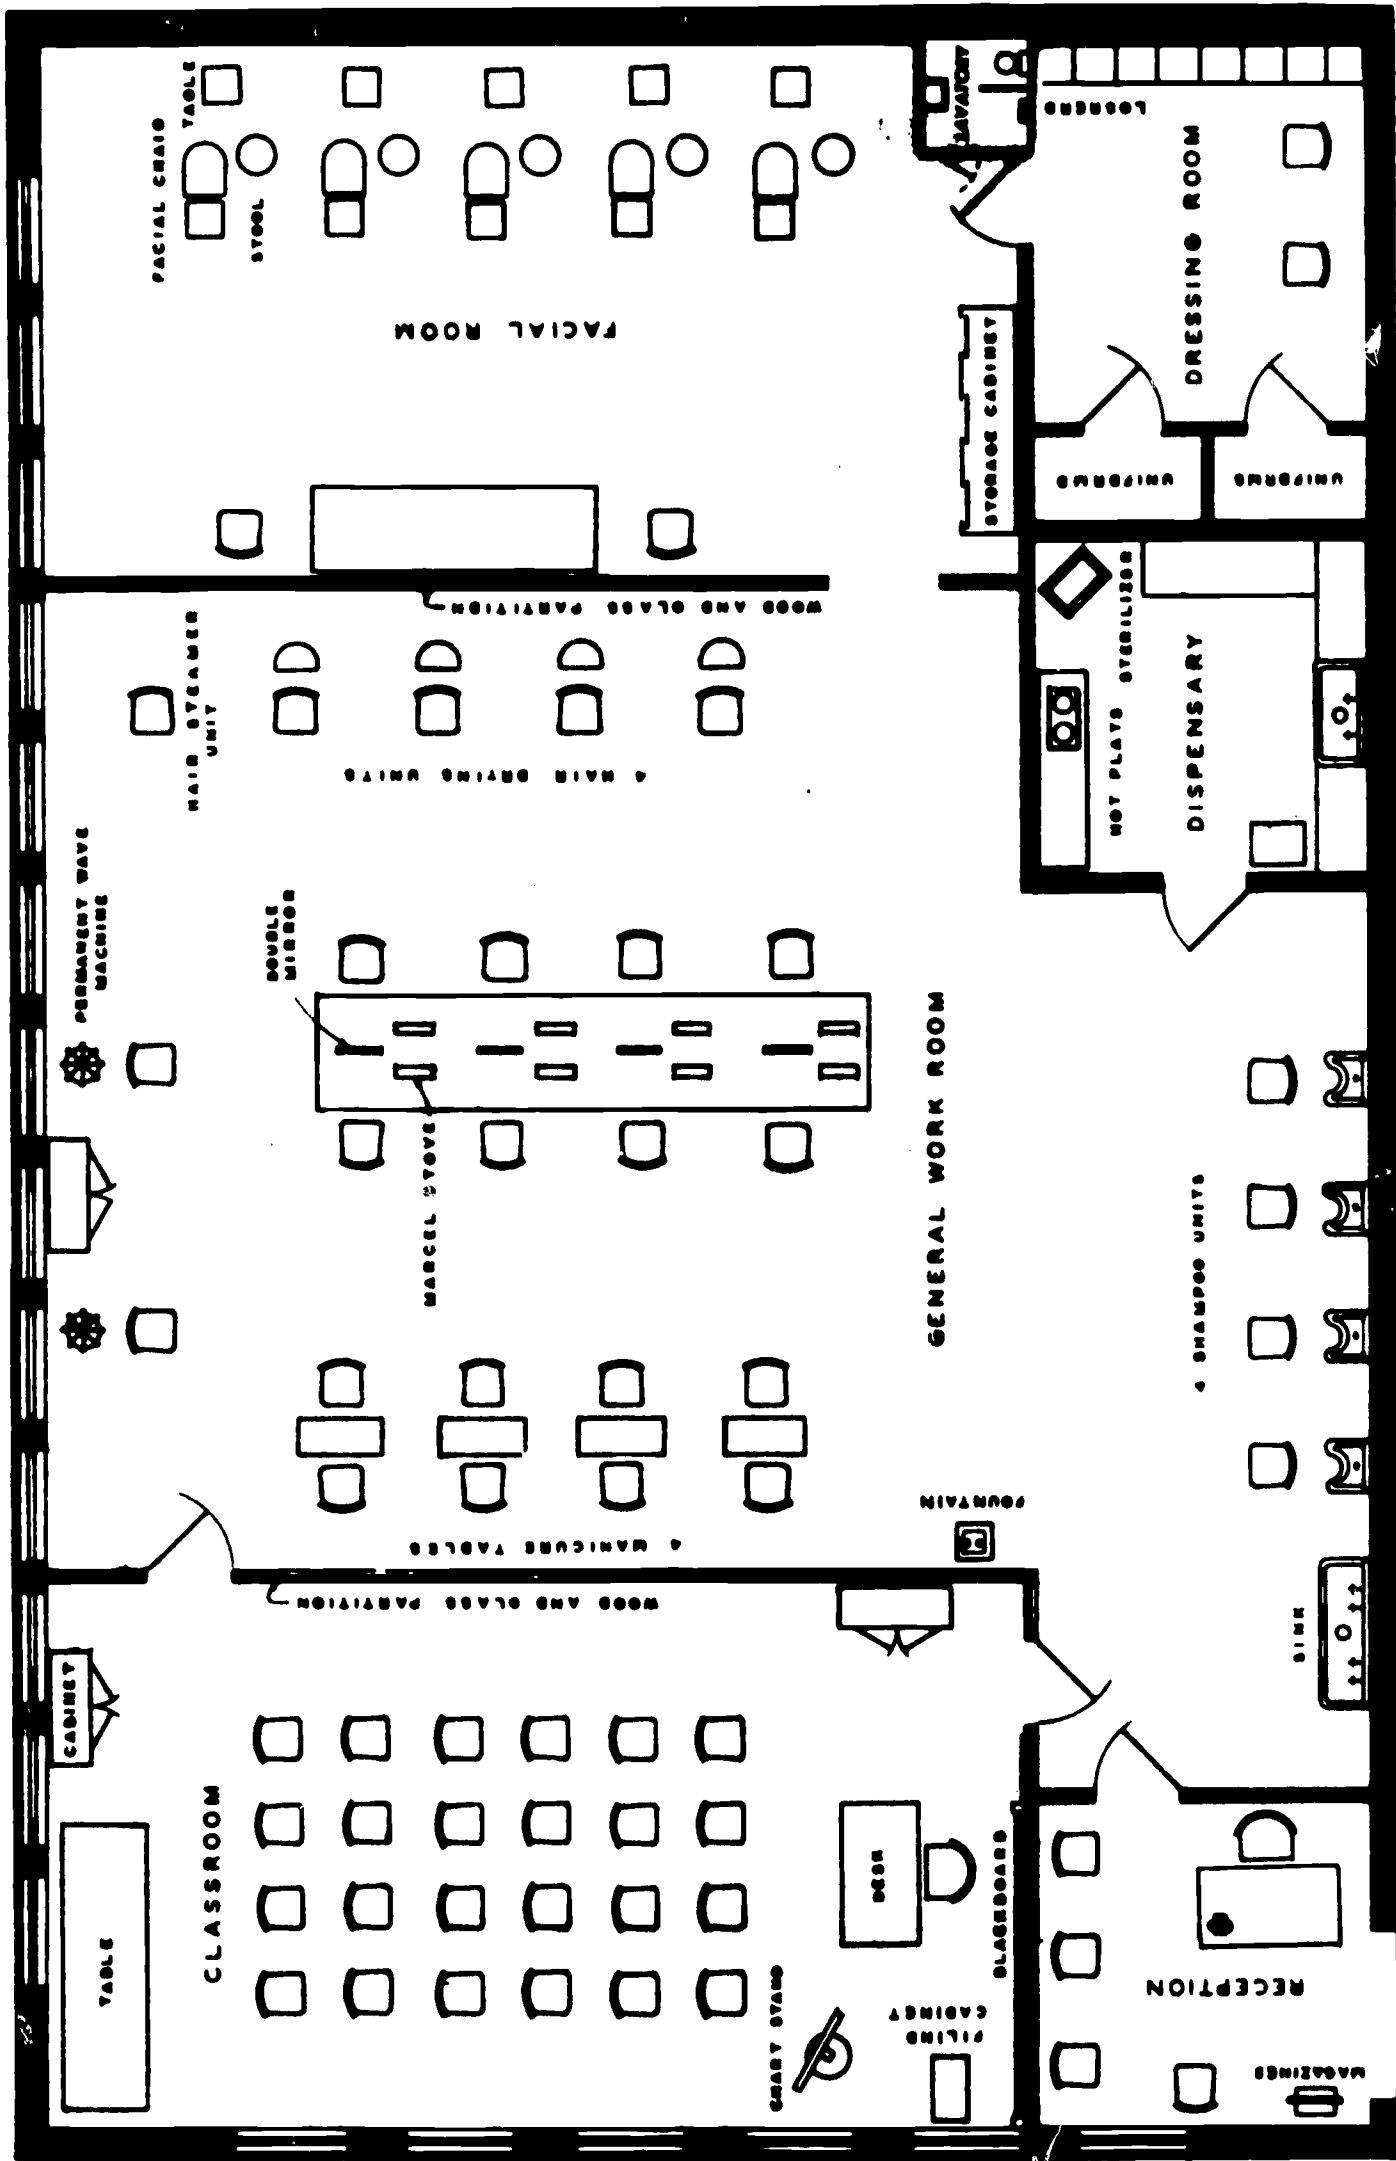 TABLE
FACIAL CHAIR
STOOL
LAVATORY
LOCKERS
DRESSING ROOM
FACIAL ROOM
STORAGE CABINET
UNIFORMS
UNIFORMS
WOOD AND GLASS PARTITION
HAIR STEAMER
UNIT
4 HAIR DRYING UNITS
STERILIZER
HOT PLATE
DISPENSARY
PERMANENT WAVE
MACHINE
DOUBLE
MIRROR
MARCEL STOVE
GENERAL WORK ROOM
4 SHAMPOO UNITS
4 MANICURE TABLES
FOUNTAIN
WOOD AND GLASS PARTITION
SINK
CABINET
CLASSROOM
TABLE
DESK
BLACKBOARD
CHART STAND
FILING
CABINET
RECEPTION
MAGAZINES